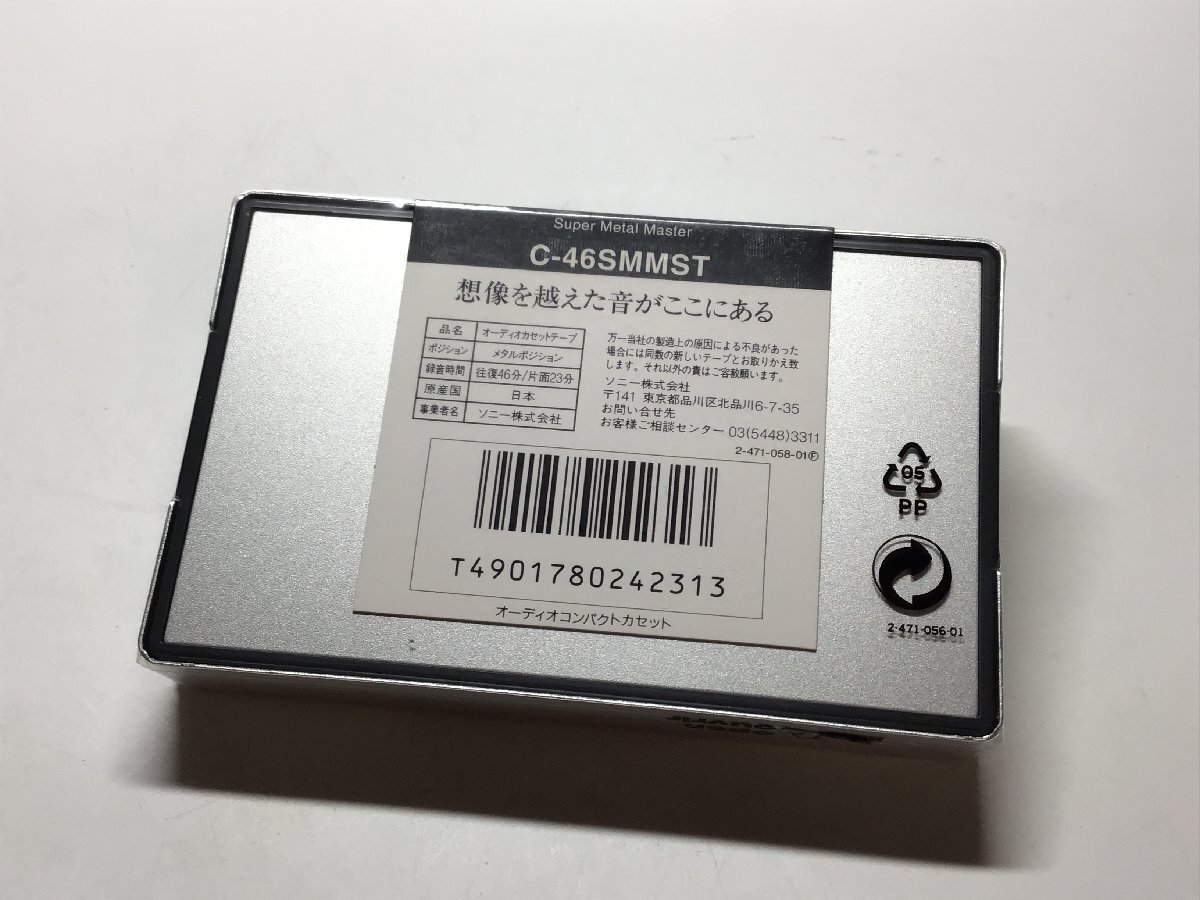 Super Metal Master
C-46SMMST
想像を越えた音がここにある
品名 オーディオカセットテープ
ポジション メタルポジション
録音時間 往復46分/片面23分
原産国 日本
事業者名 ソニー株式会社
万一当社の製造上の原因による不良があった
場合には同数の新しいテープとお取りかえ致
します。それ以外の責はご容赦願います。
ソニー株式会社
〒141 東京都品川区北品川6-7-35
お問い合せ先
お客様ご相談センター 03(5448)3311
2-471-058-01Ⓕ
T4901780242313
オーディオコンパクトカセット
05
PP
2-471-056-01